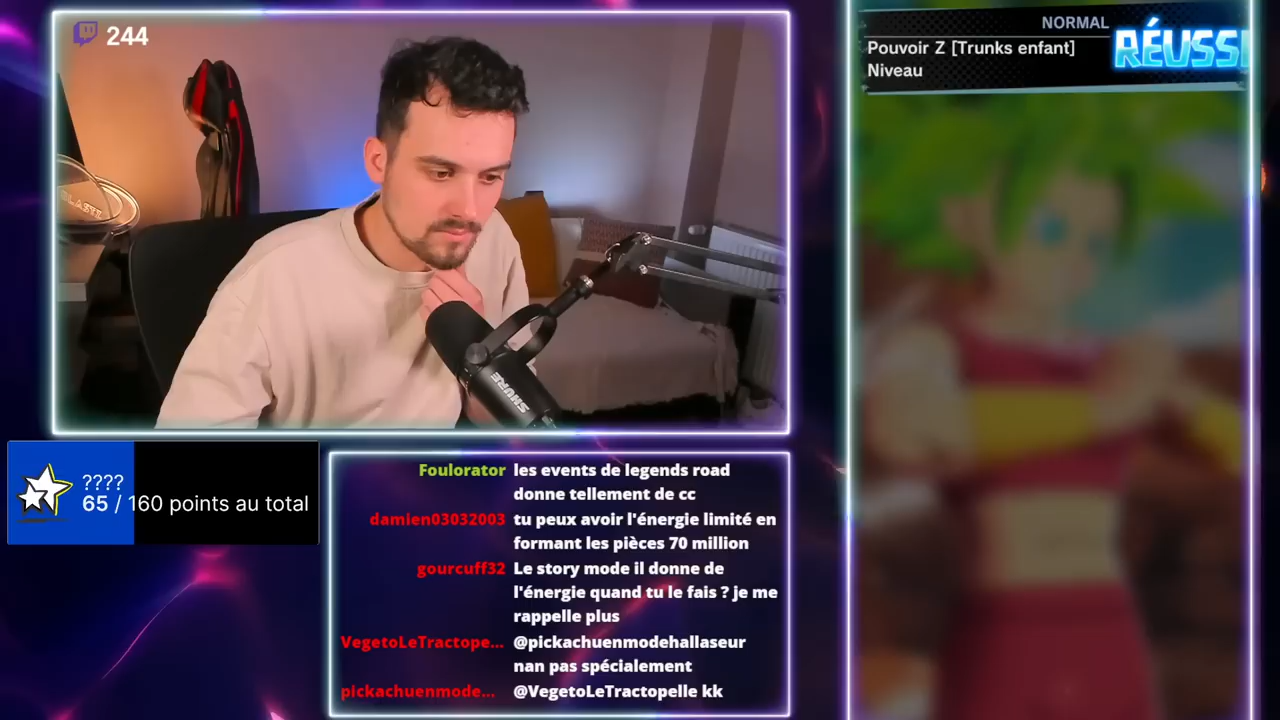 244
NORMAL
Pouvoir Z [Trunks enfant]
Niveau
RÉUSSI
SHURE
????
65 / 160 points au total
Foulorator les events de legends road
donne tellement de cc
damien03032003 tu peux avoir l'énergie limité en
formant les pièces 70 million
gourcuff32 Le story mode il donne de
l'énergie quand tu le fais ? je me
rappelle plus
VegetoLeTractope... @pickachuenmodehallaseur
nan pas spécialement
pickachuenmode... @VegetoLeTractopelle kk